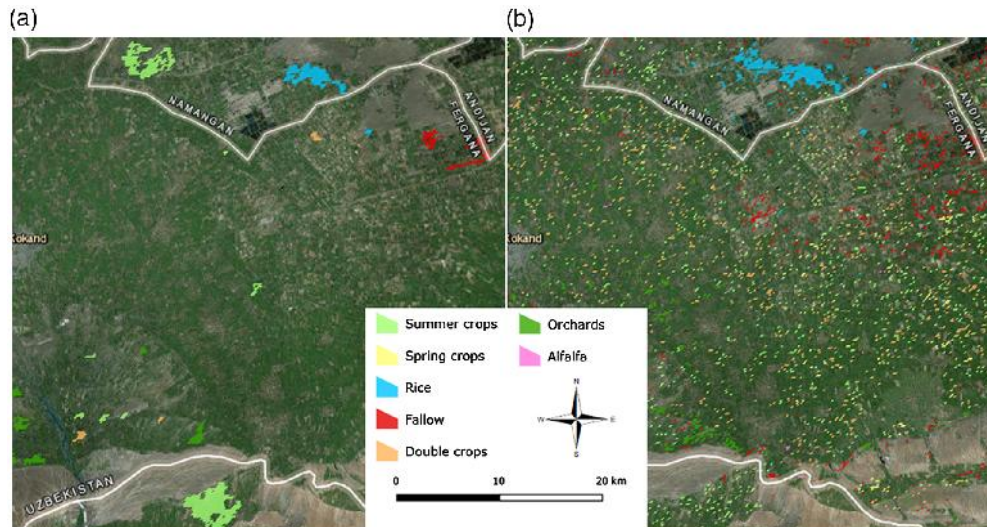 (a)
(b)
NAMANGAN
ANDIJAN
FERGANA
Kokand
UZBEKISTAN
NAMANGAN
ANDIJAN
FERGANA
Kokand
Summer crops
Spring crops
Rice
Fallow
Double crops
Orchards
Alfalfa
N
W
E
S
0
10
20 km